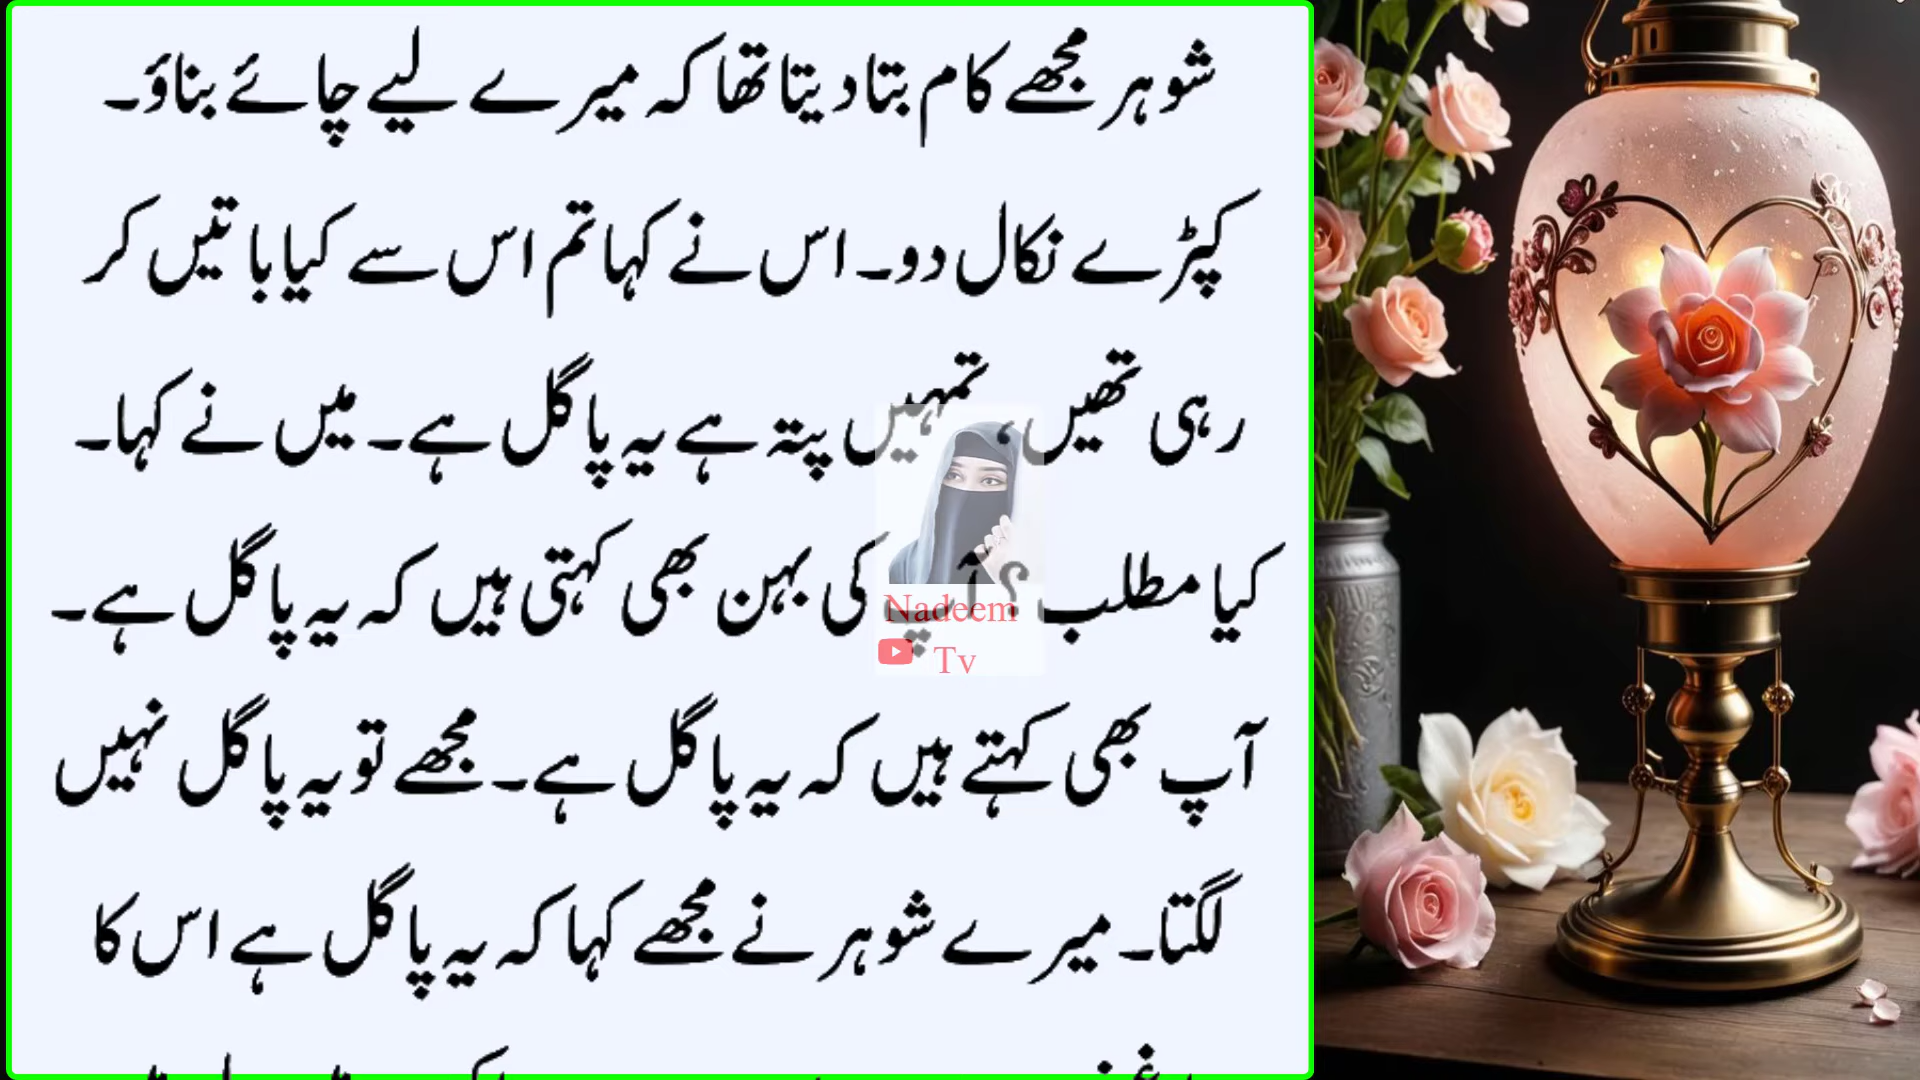 شوہر مجھے کام بتا دیتا تھا کہ میرے لیے چائے بناؤ۔
کپڑے نکال دو۔ اس نے کہا تم اس سے کیا باتیں کر
رہی تھیں، تمہیں پتہ ہے یہ پاگل ہے۔ میں نے کہا۔
کیا مطلب؟ آپ کی بہن بھی کہتی ہیں کہ یہ پاگل ہے۔
آپ بھی کہتے ہیں کہ یہ پاگل ہے۔ مجھے تو یہ پاگل نہیں
لگتا۔ میرے شوہر نے مجھے کہا کہ یہ پاگل ہے اس کا
Nadeem
Tv